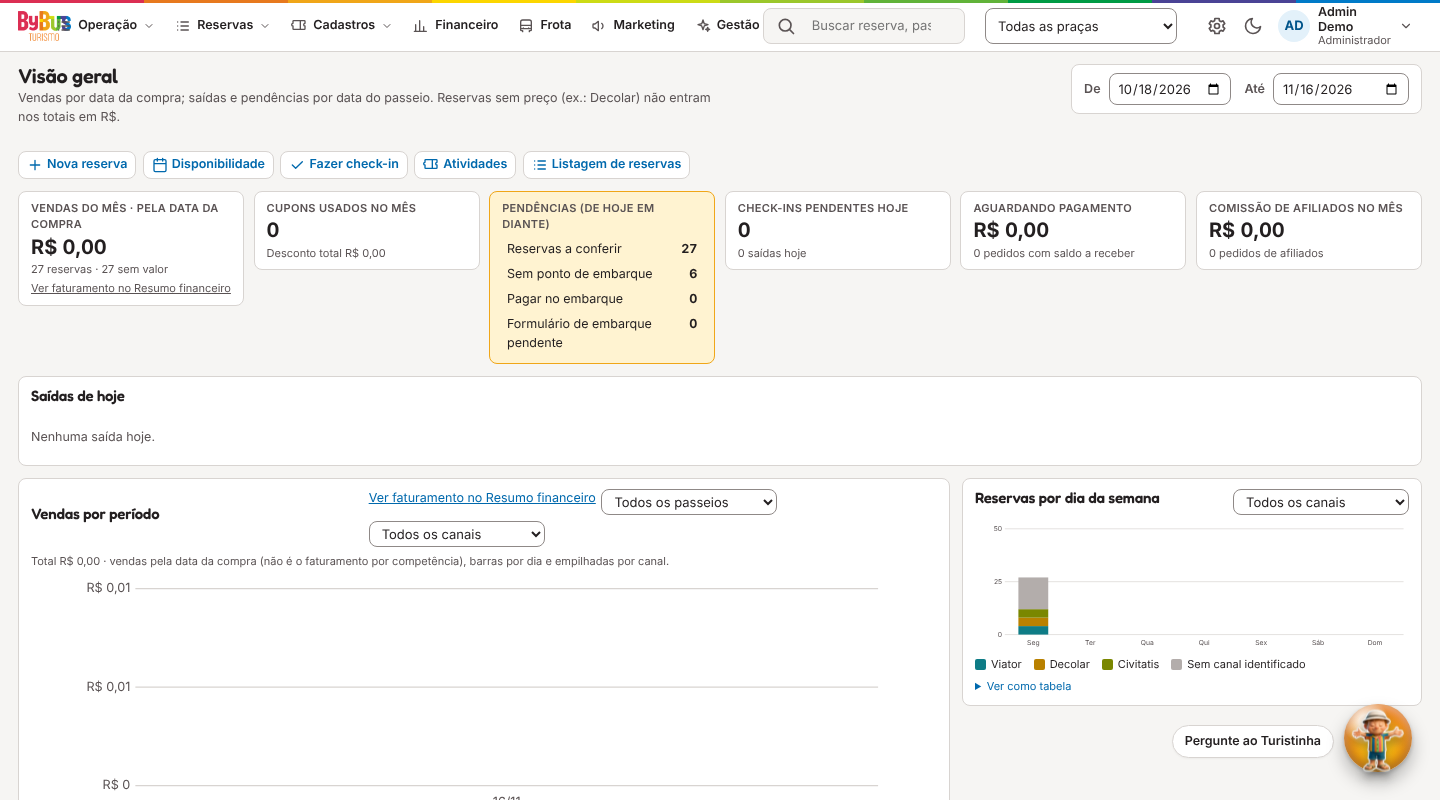 ByBus
TURISMO
Operação
Reservas
Cadastros
Financeiro
Frota
Marketing
Gestão
Buscar reserva, pas
Todas as praças
AD
Admin Demo
Administrador
Visão geral
Vendas por data da compra; saídas e pendências por data do passeio. Reservas sem preço (ex.: Decolar) não entram
nos totais em R$.
De
10/18/2026
Até
11/16/2026
Nova reserva
Disponibilidade
Fazer check-in
Atividades
Listagem de reservas
VENDAS DO MÊS · PELA DATA DA
COMPRA
R$ 0,00
27 reservas · 27 sem valor
Ver faturamento no Resumo financeiro
CUPONS USADOS NO MÊS
0
Desconto total R$ 0,00
PENDÊNCIAS (DE HOJE EM
DIANTE)
Reservas a conferir 27
Sem ponto de embarque 6
Pagar no embarque 0
Formulário de embarque 0
pendente
CHECK-INS PENDENTES HOJE
0
0 saídas hoje
AGUARDANDO PAGAMENTO
R$ 0,00
0 pedidos com saldo a receber
COMISSÃO DE AFILIADOS NO MÊS
R$ 0,00
0 pedidos de afiliados
Saídas de hoje
Nenhuma saída hoje.
Vendas por período
Ver faturamento no Resumo financeiro
Todos os passeios
Todos os canais
Total R$ 0,00 · vendas pela data da compra (não é o faturamento por competência), barras por dia e empilhadas por canal.
R$ 0,01
R$ 0,01
R$ 0
16/11
Reservas por dia da semana
Todos os canais
50
25
0
Seg Ter Qua Qui Sex Sáb Dom
Viator Decolar Civitatis Sem canal identificado
Ver como tabela
Pergunte ao Turistinha